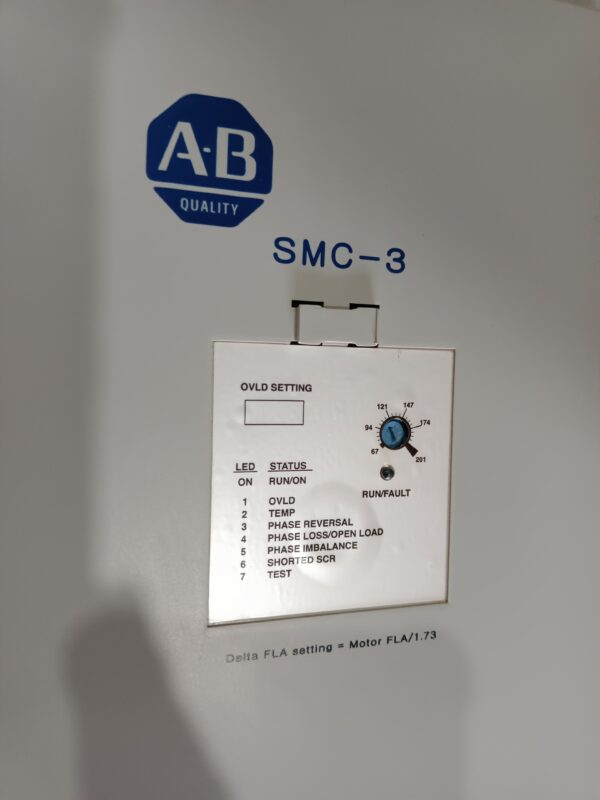 A-B
QUALITY
SMC-3
OVLD SETTING
121 147
94 174
67 201
RUN/FAULT
LED STATUS
ON RUN/ON
1 OVLD
2 TEMP
3 PHASE REVERSAL
4 PHASE LOSS/OPEN LOAD
5 PHASE IMBALANCE
6 SHORTED SCR
7 TEST
Delta FLA setting = Motor FLA/1.73